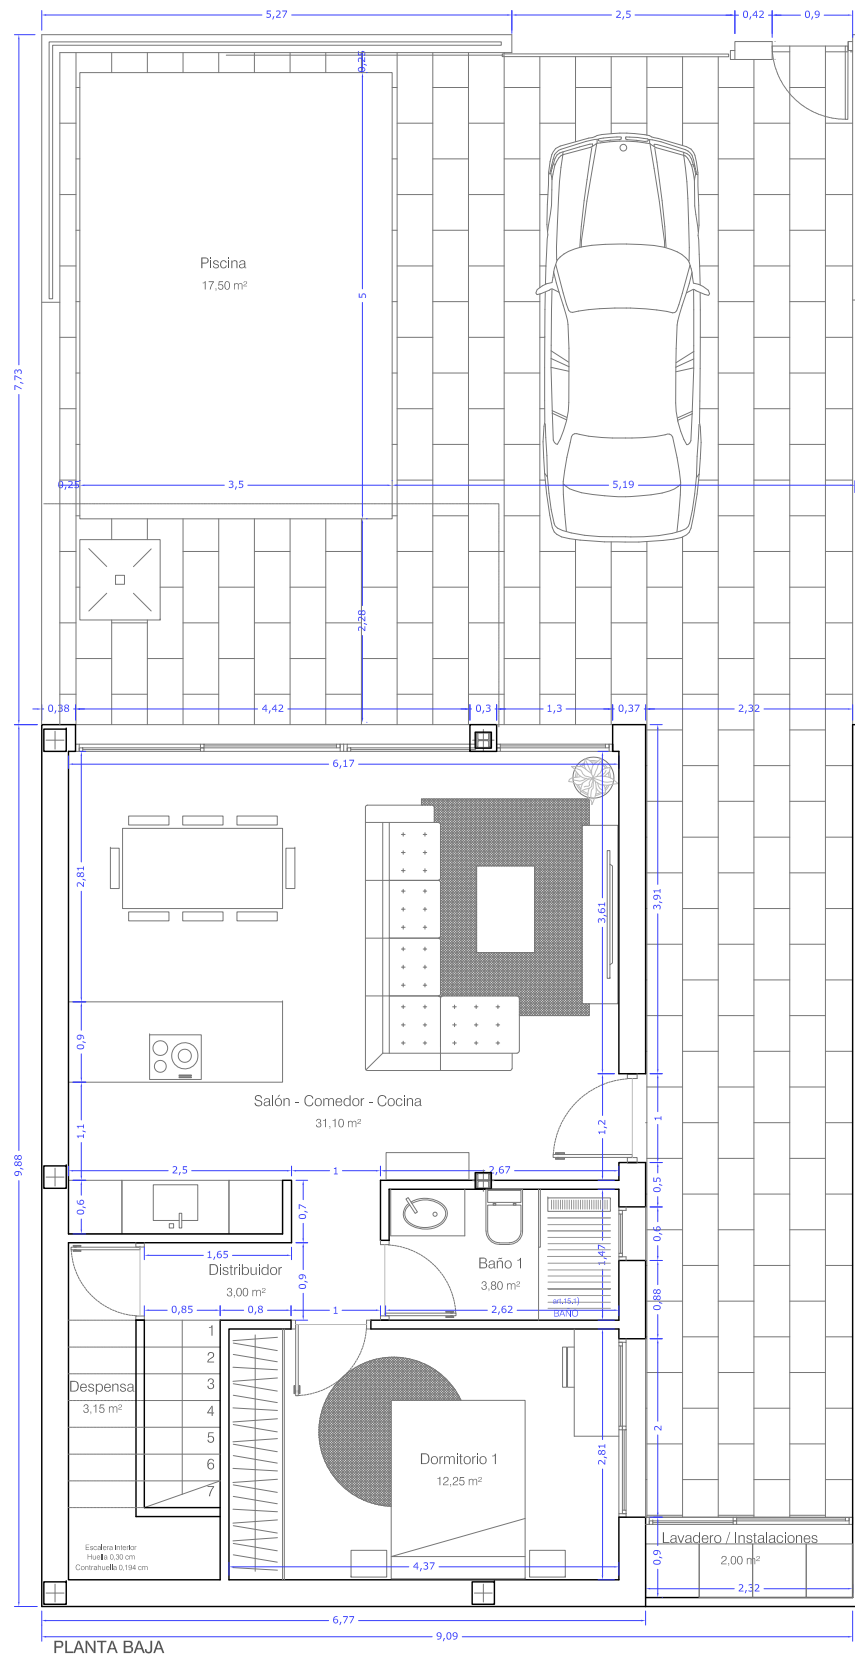 5,27
2,5
0,42
0,9
0,25
Piscina
17,50 m²
5
7,73
0,25
3,5
5,19
2,28
0,38
4,42
0,3
1,3
0,37
2,32
6,17
2,81
3,61
3,91
0,9
Salón - Comedor - Cocina
31,10 m²
1,1
1,2
1
9,88
2,5
1
2,67
0,5
0,6
0,7
0,6
1,47
1,65
Distribuidor
3,00 m²
0,9
Baño 1
3,80 m²
0,88
0,85
0,8
1
2,62
BAÑO
1
2
3
4
5
6
7
Despensa
3,15 m²
Dormitorio 1
12,25 m²
2,81
2
Escalera Interior
Huella 0,30 cm
Contrahuella 0,194 cm
4,37
Lavadero / Instalaciones
2,00 m²
0,9
2,32
6,77
9,09
PLANTA BAJA